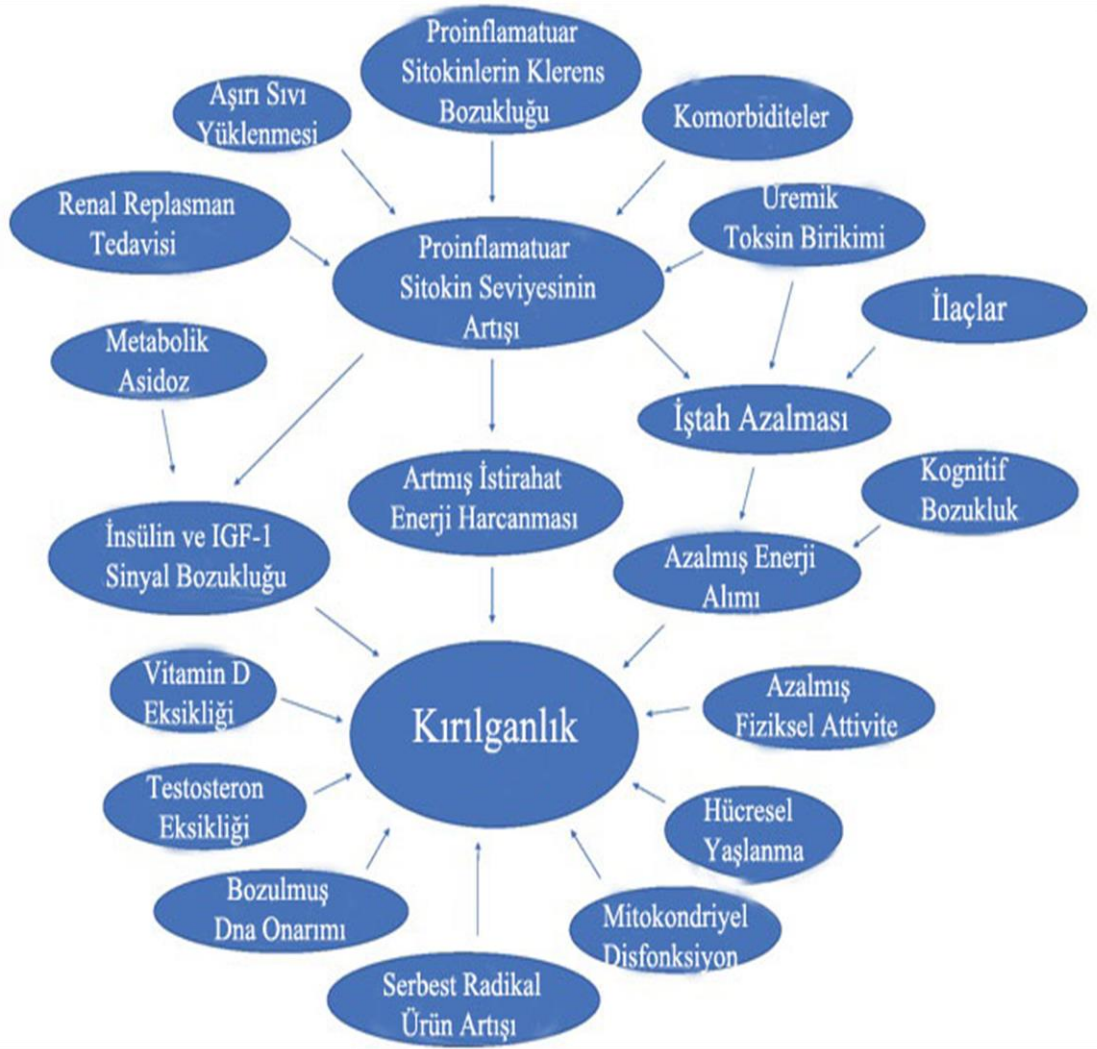 Proinflamatuar
Sitokinlerin Klerens
Bozukluğu
Aşırı Sıvı
Yüklenmesi
Komorbiditeler
Renal Replasman
Tedavisi
Üremik
Toksin Birikimi
Proinflamatuar
Sitokin Seviyesinin
Artışı
İlaçlar
Metabolik
Asidoz
İştah Azalması
Artmış İstirahat
Enerji Harcanması
Kognitif
Bozukluk
İnsülin ve IGF-1
Sinyal Bozukluğu
Azalmış Enerji
Alımı
Vitamin D
Eksikliği
Kırılganlık
Azalmış
Fiziksel Attivite
Testosteron
Eksikliği
Hücresel
Yaşlanma
Bozulmuş
Dna Onarımı
Mitokondriyel
Disfonksiyon
Serbest Radikal
Ürün Artışı